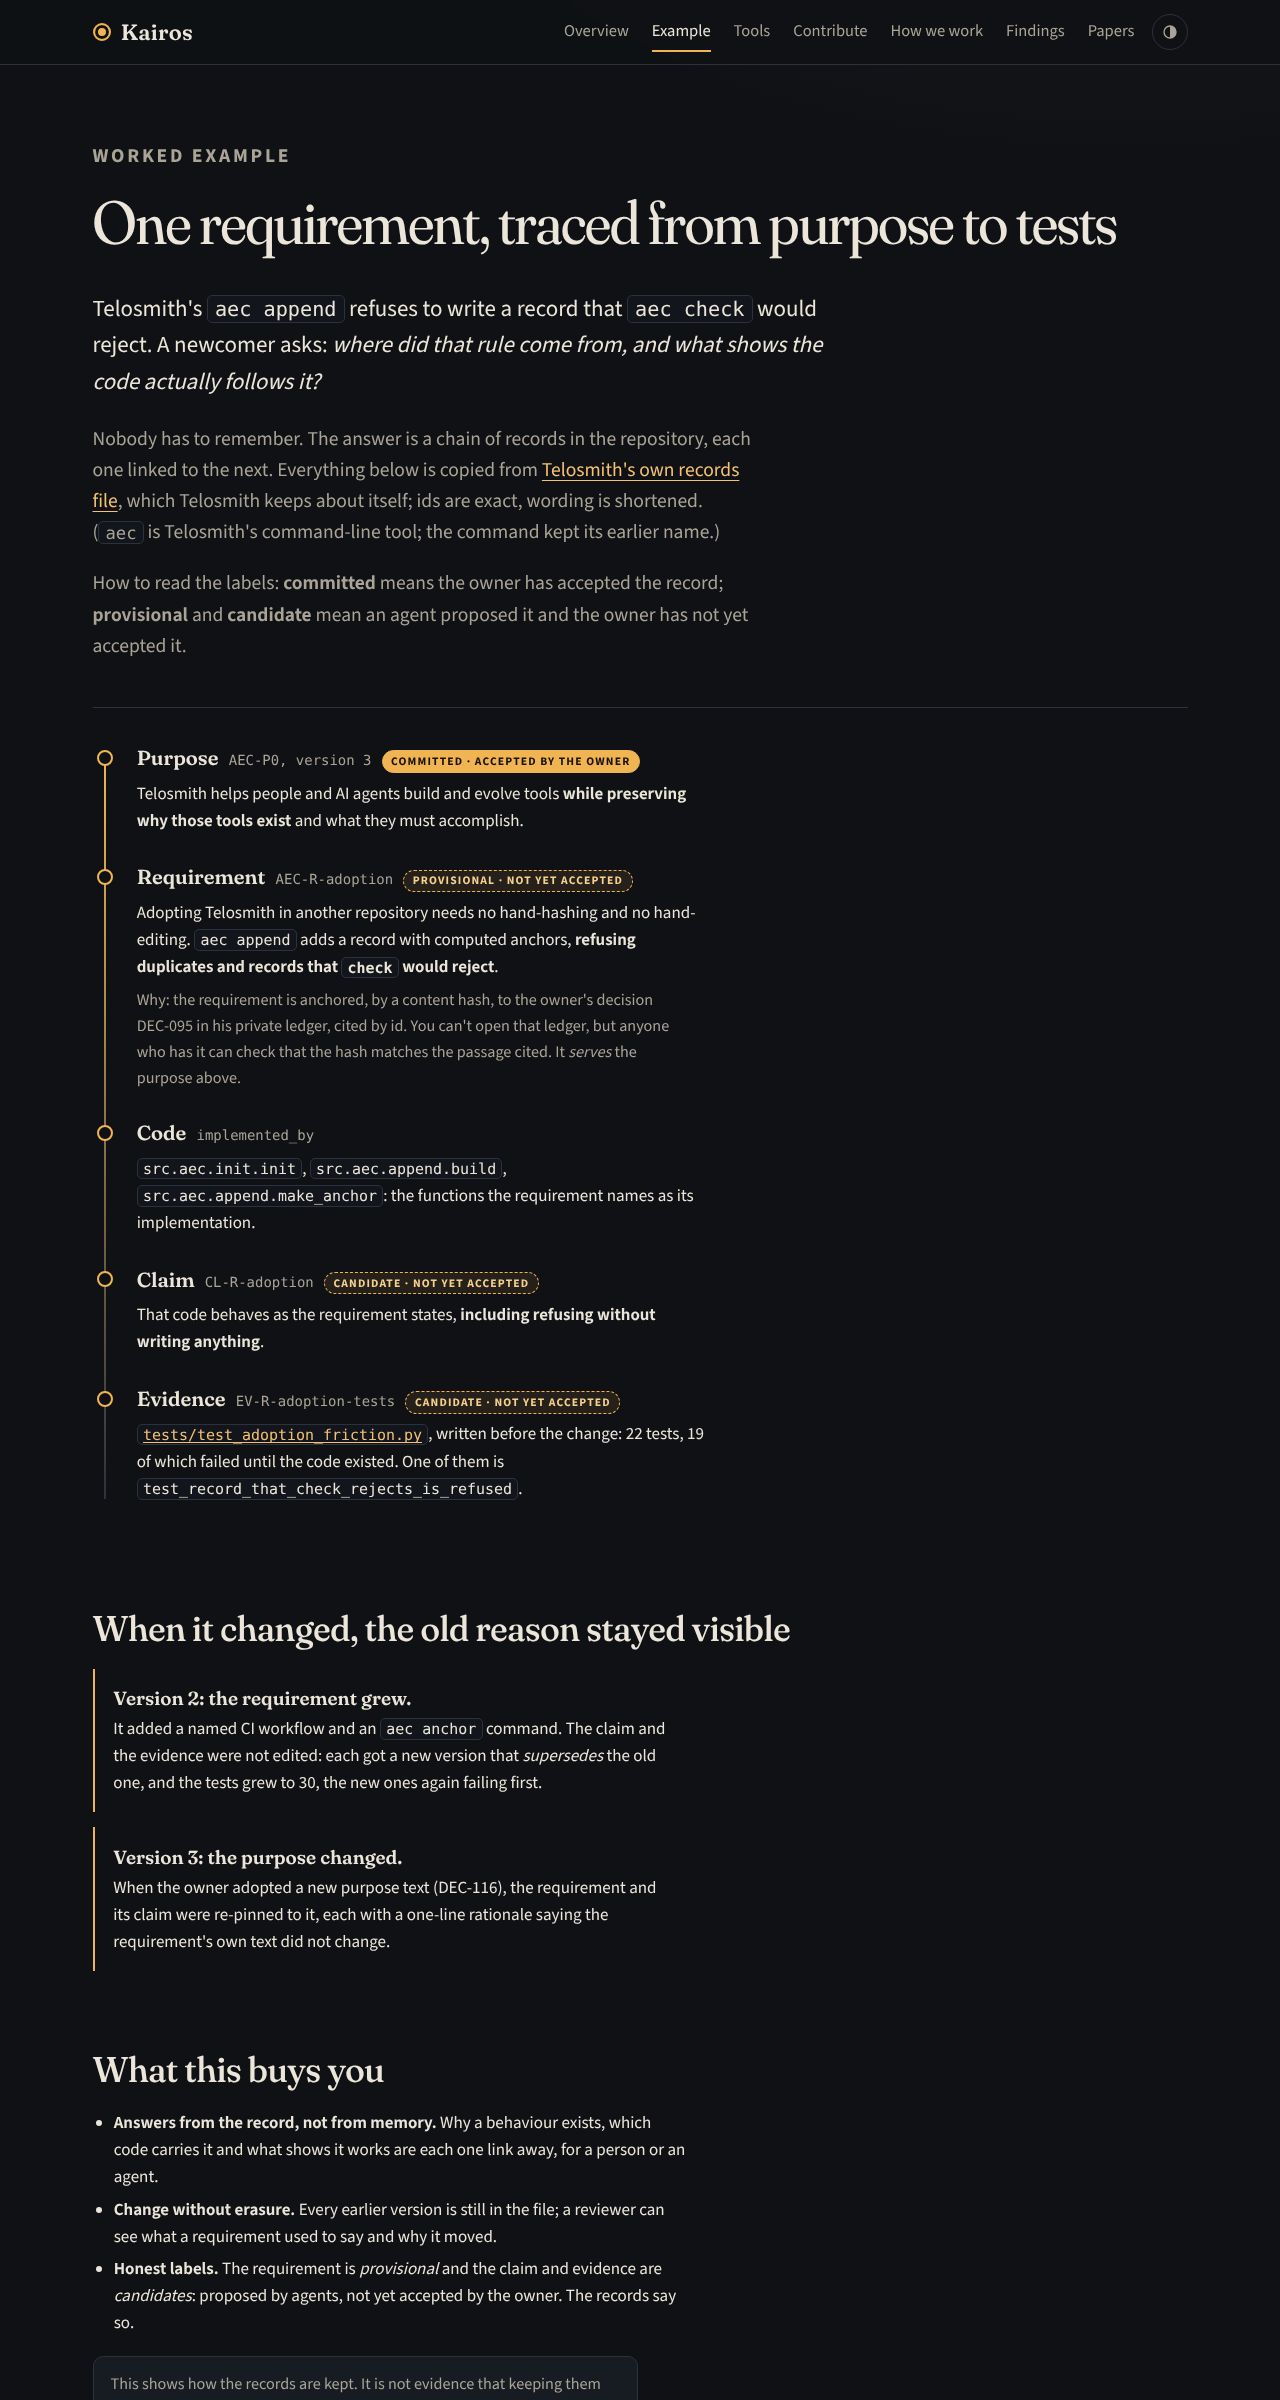 Kairos
Overview Example Tools Contribute How we work Findings Papers
WORKED EXAMPLE
One requirement, traced from purpose to tests
Telosmith's aec append refuses to write a record that aec check would
reject. A newcomer asks: where did that rule come from, and what shows the
code actually follows it?
Nobody has to remember. The answer is a chain of records in the repository, each
one linked to the next. Everything below is copied from Telosmith's own records
file, which Telosmith keeps about itself; ids are exact, wording is shortened.
(aec is Telosmith's command-line tool; the command kept its earlier name.)
How to read the labels: committed means the owner has accepted the record;
provisional and candidate mean an agent proposed it and the owner has not yet
accepted it.
Purpose AEC-P0, version 3 COMMITTED · ACCEPTED BY THE OWNER
Telosmith helps people and AI agents build and evolve tools while preserving
why those tools exist and what they must accomplish.
Requirement AEC-R-adoption PROVISIONAL · NOT YET ACCEPTED
Adopting Telosmith in another repository needs no hand-hashing and no hand-
editing. aec append adds a record with computed anchors, refusing
duplicates and records that check would reject.
Why: the requirement is anchored, by a content hash, to the owner's decision
DEC-095 in his private ledger, cited by id. You can't open that ledger, but anyone
who has it can check that the hash matches the passage cited. It serves the
purpose above.
Code implemented_by
src.aec.init.init, src.aec.append.build,
src.aec.append.make_anchor: the functions the requirement names as its
implementation.
Claim CL-R-adoption CANDIDATE · NOT YET ACCEPTED
That code behaves as the requirement states, including refusing without
writing anything.
Evidence EV-R-adoption-tests CANDIDATE · NOT YET ACCEPTED
tests/test_adoption_friction.py, written before the change: 22 tests, 19
of which failed until the code existed. One of them is
test_record_that_check_rejects_is_refused.
When it changed, the old reason stayed visible
Version 2: the requirement grew.
It added a named CI workflow and an aec anchor command. The claim and
the evidence were not edited: each got a new version that supersedes the old
one, and the tests grew to 30, the new ones again failing first.
Version 3: the purpose changed.
When the owner adopted a new purpose text (DEC-116), the requirement and
its claim were re-pinned to it, each with a one-line rationale saying the
requirement's own text did not change.
What this buys you
• Answers from the record, not from memory. Why a behaviour exists, which
code carries it and what shows it works are each one link away, for a person or an
agent.
• Change without erasure. Every earlier version is still in the file; a reviewer can
see what a requirement used to say and why it moved.
• Honest labels. The requirement is provisional and the claim and evidence are
candidates: proposed by agents, not yet accepted by the owner. The records say
so.
This shows how the records are kept. It is not evidence that keeping them